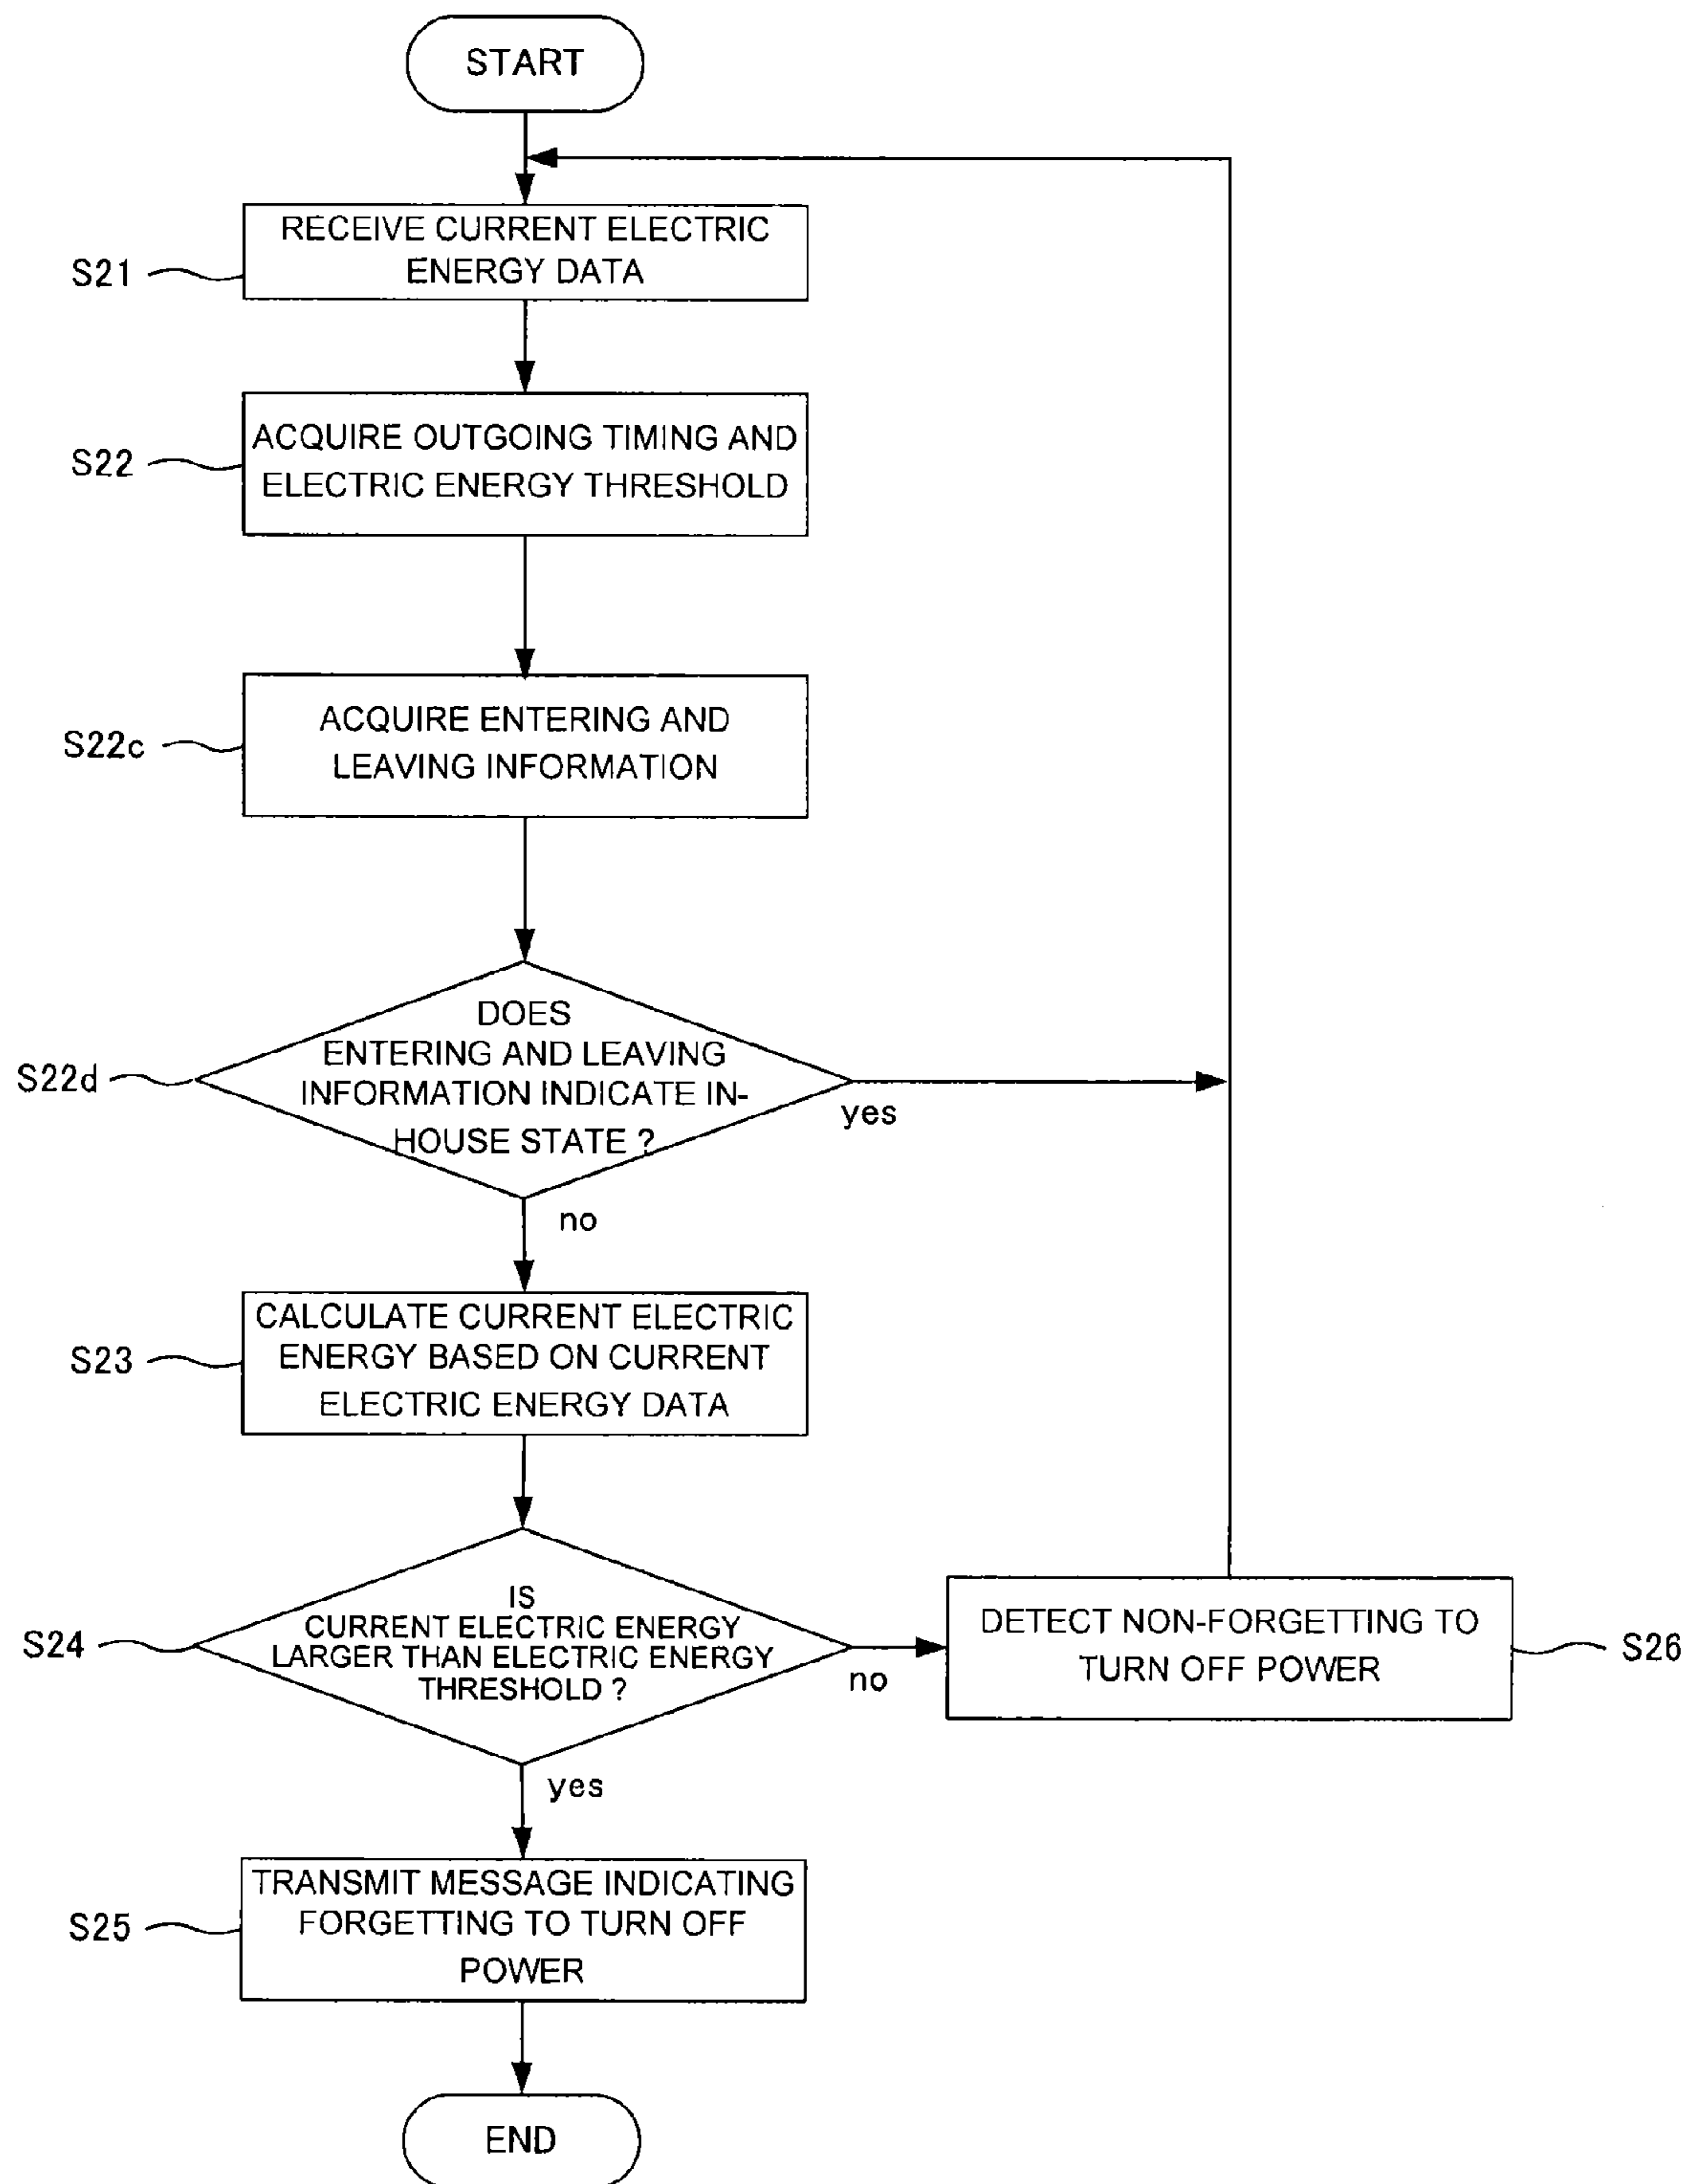 START
RECEIVE CURRENT ELECTRIC
ENERGY DATA
S21
ACQUIRE OUTGOING TIMING AND
ELECTRIC ENERGY THRESHOLD
S22
ACQUIRE ENTERING AND
LEAVING INFORMATION
S22c
DOES
ENTERING AND LEAVING
INFORMATION INDICATE IN-
HOUSE STATE ?
S22d
yes
no
CALCULATE CURRENT ELECTRIC
ENERGY BASED ON CURRENT
ELECTRIC ENERGY DATA
S23
IS
CURRENT ELECTRIC ENERGY
LARGER THAN ELECTRIC ENERGY
THRESHOLD ?
S24
no
DETECT NON-FORGETTING TO
TURN OFF POWER
S26
yes
TRANSMIT MESSAGE INDICATING
FORGETTING TO TURN OFF
POWER
S25
END